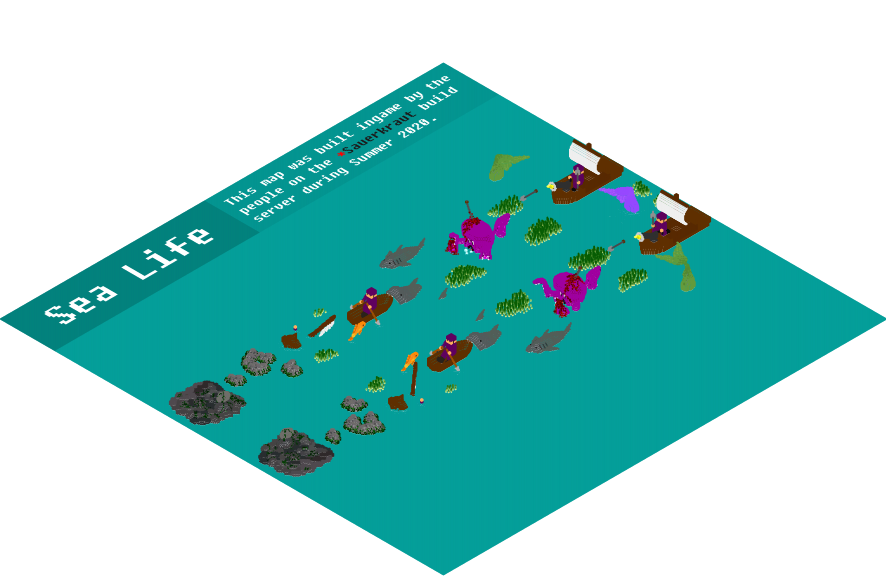 Sea Life
This map was built ingame by the
people on the *Sauerkraut build
server during Summer 2020.